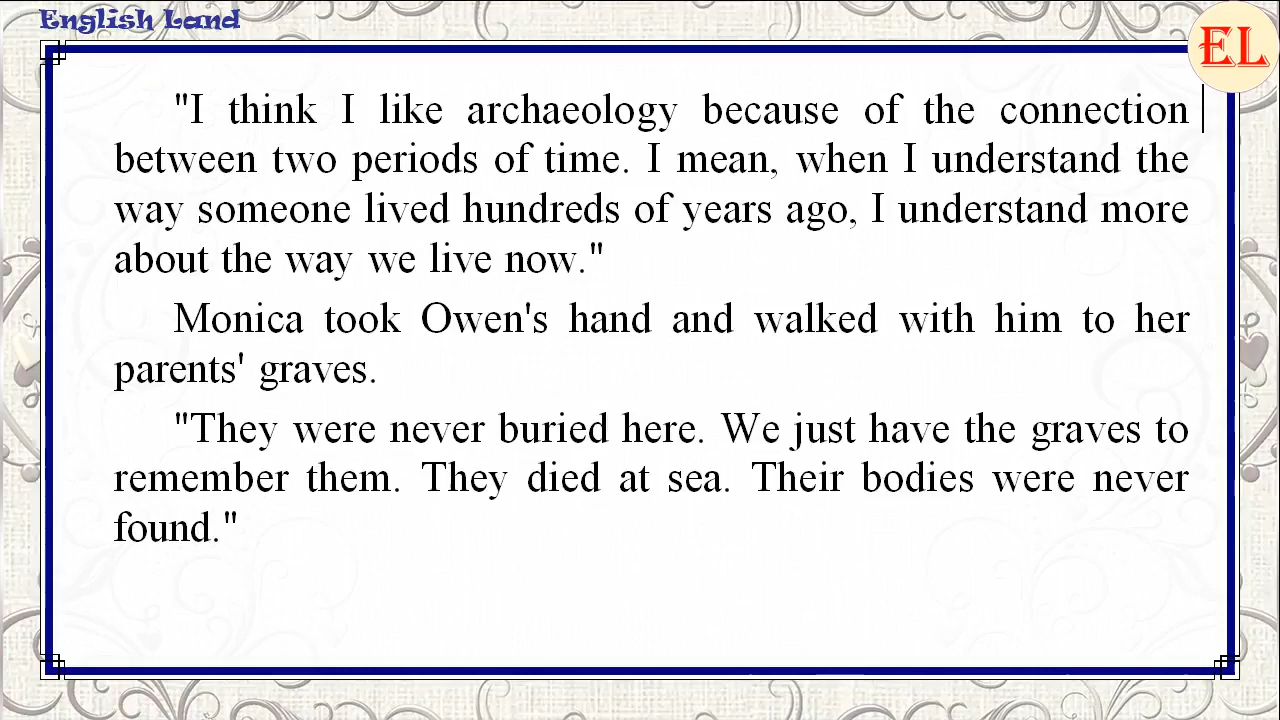 English Land
EL
"I think I like archaeology because of the connection
between two periods of time. I mean, when I understand the
way someone lived hundreds of years ago, I understand more
about the way we live now."
Monica took Owen's hand and walked with him to her
parents' graves.
"They were never buried here. We just have the graves to
remember them. They died at sea. Their bodies were never
found."